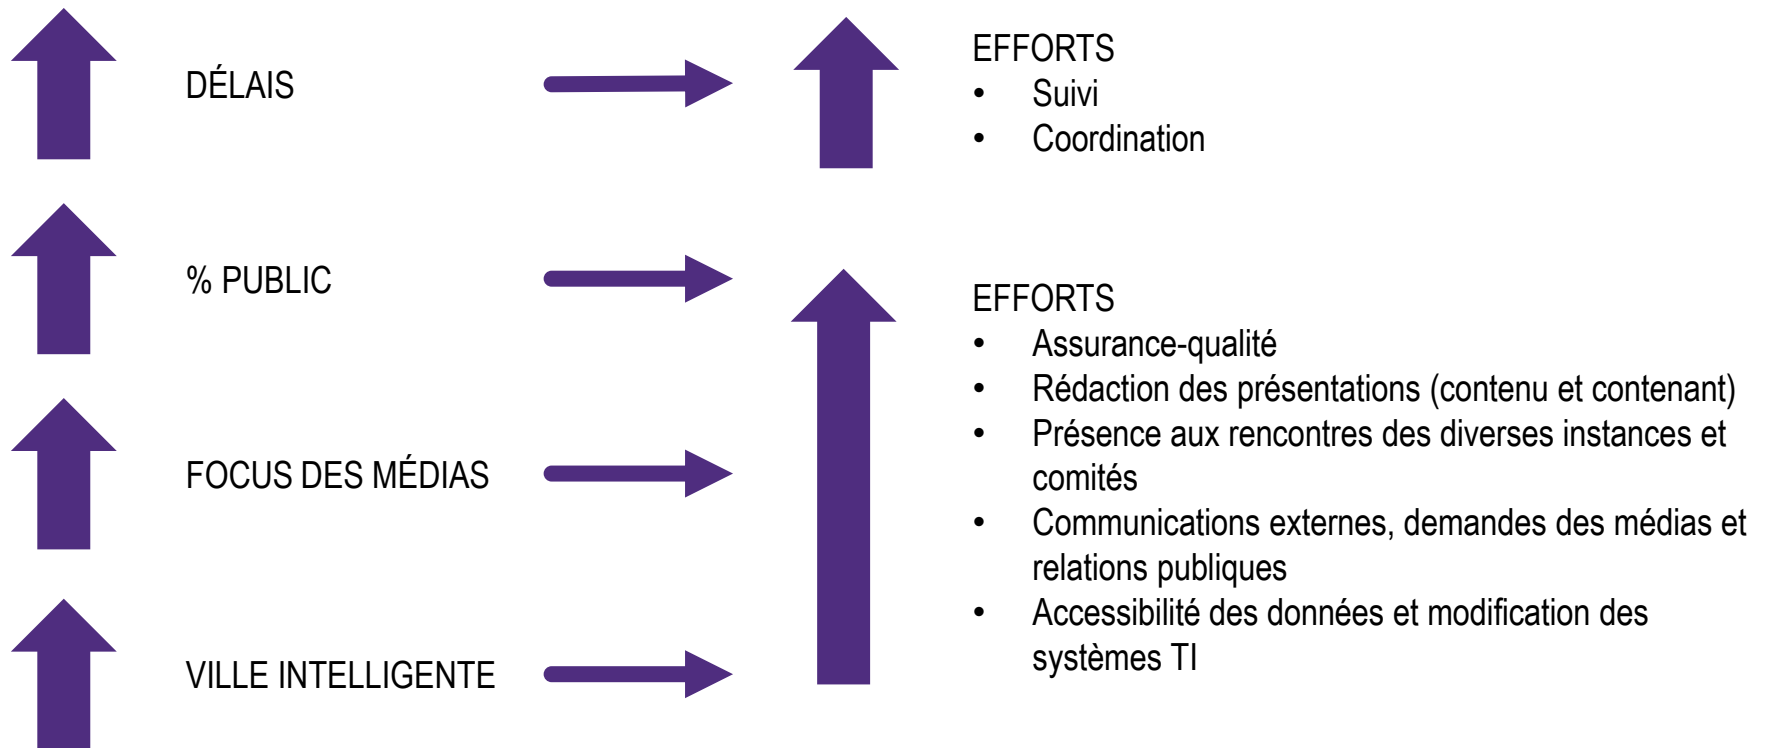 DÉLAIS
EFFORTS
• Suivi
• Coordination
% PUBLIC
FOCUS DES MÉDIAS
VILLE INTELLIGENTE
EFFORTS
• Assurance-qualité
• Rédaction des présentations (contenu et contenant)
• Présence aux rencontres des diverses instances et
comités
• Communications externes, demandes des médias et
relations publiques
• Accessibilité des données et modification des
systèmes TI